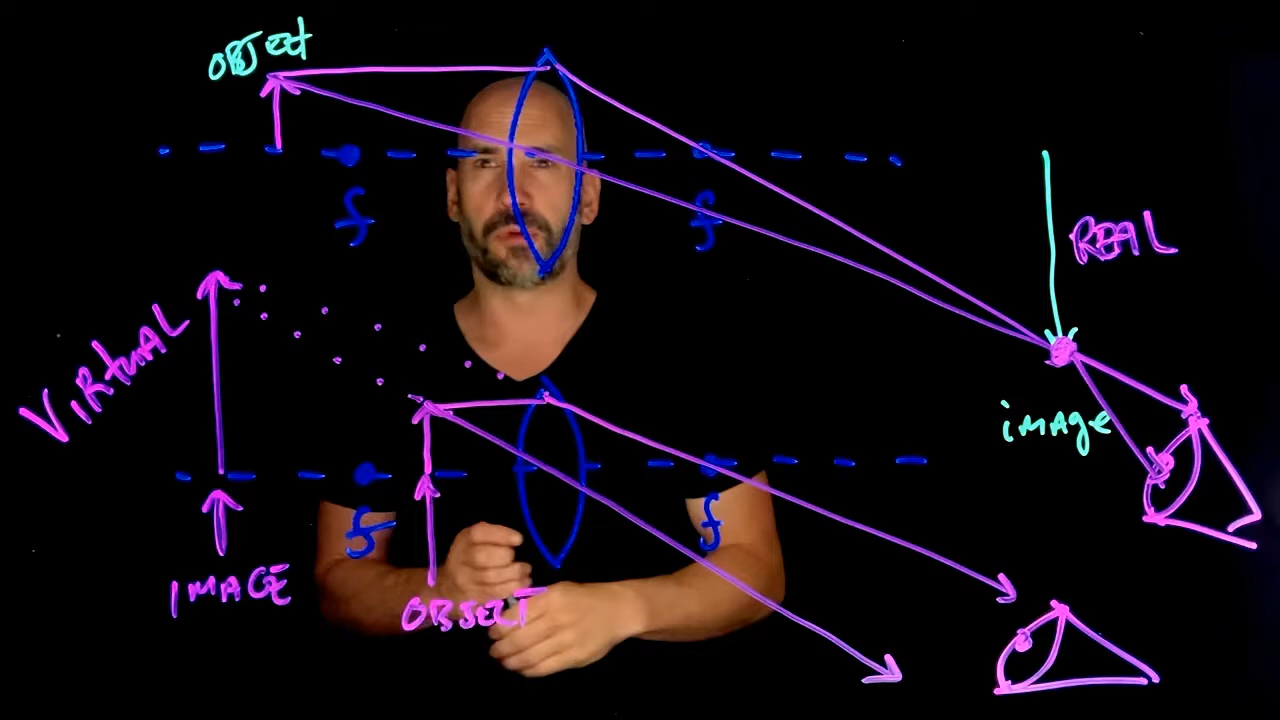 OBJEct
f f
REAL
VIRtuAL
iMAge
f f
IMAGE
OBJECT